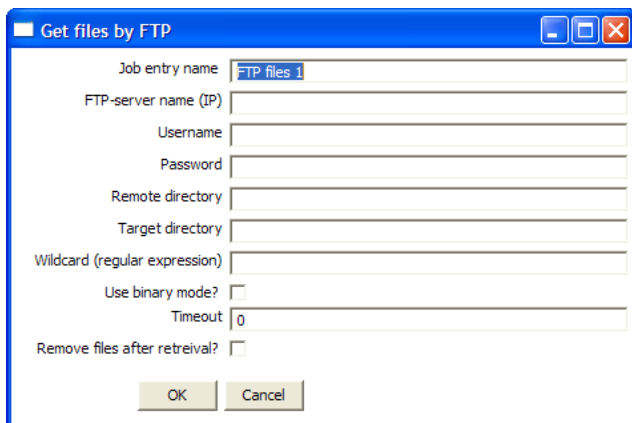 Get files by FTP
Job entry name FTP files 1
FTP-server name (IP)
Username
Password
Remote directory
Target directory
Wildcard (regular expression)
Use binary mode?
Timeout 0
Remove files after retreival?
OK Cancel